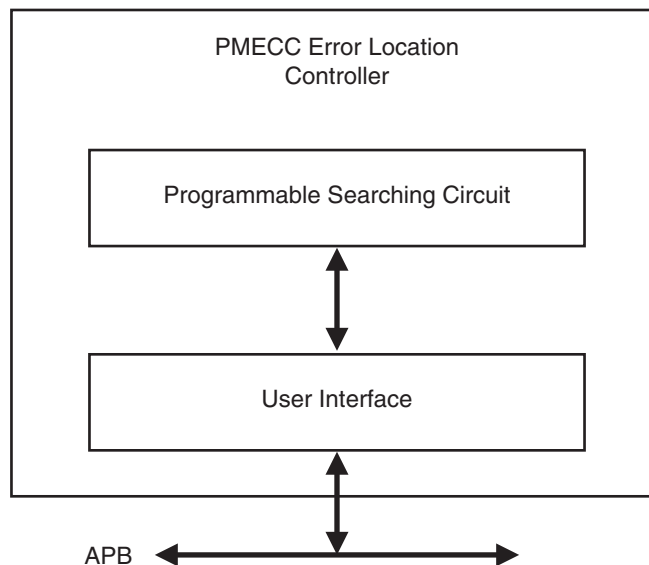 PMECC Error Location
Controller
Programmable Searching Circuit
User Interface
APB